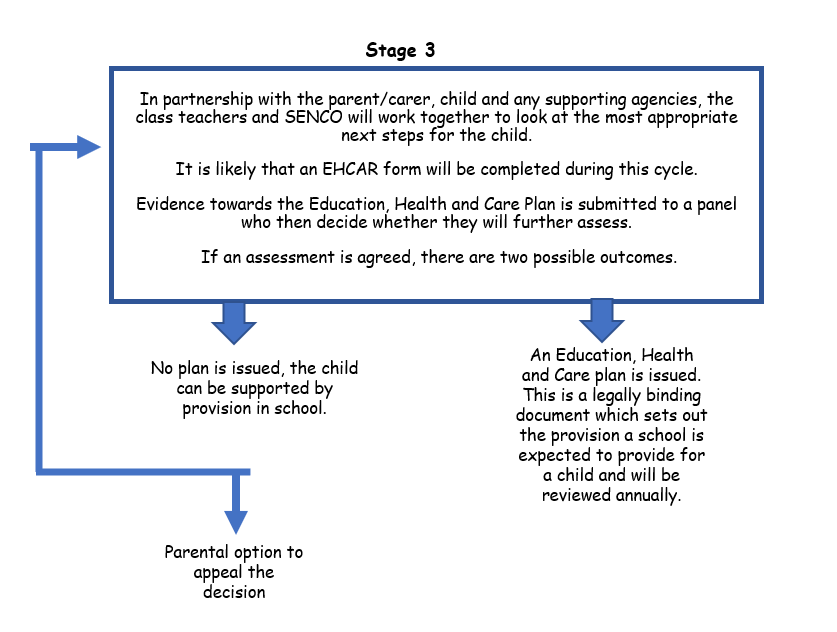 Stage 3
In partnership with the parent/carer, child and any supporting agencies, the
class teachers and SENCO will work together to look at the most appropriate
next steps for the child.
It is likely that an EHCAR form will be completed during this cycle.
Evidence towards the Education, Health and Care Plan is submitted to a panel
who then decide whether they will further assess.
If an assessment is agreed, there are two possible outcomes.
No plan is issued, the child
can be supported by
provision in school.
An Education, Health
and Care plan is issued.
This is a legally binding
document which sets out
the provision a school is
expected to provide for
a child and will be
reviewed annually.
Parental option to
appeal the
decision